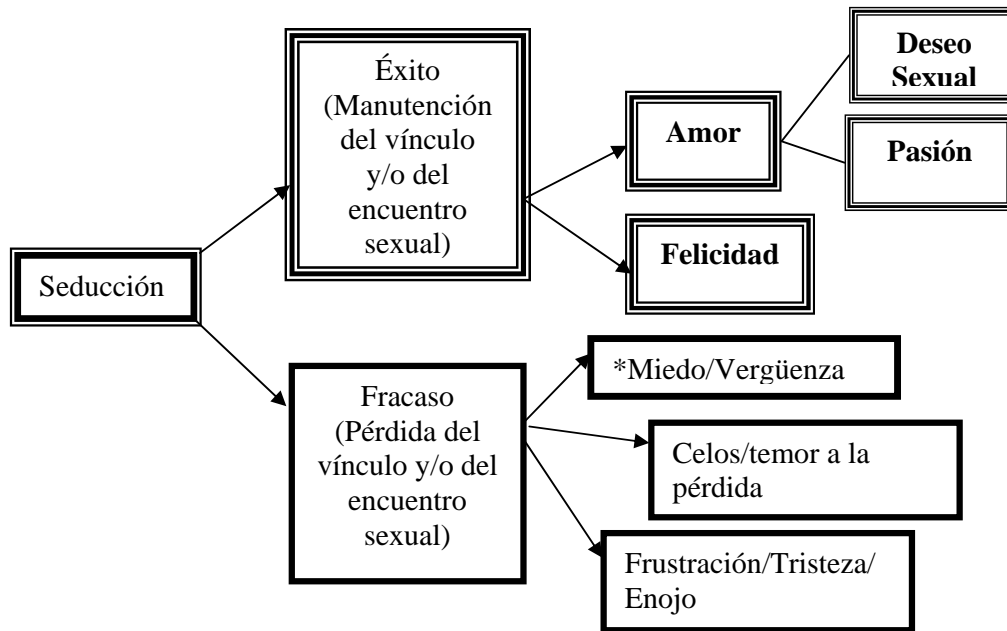 Seducción
Éxito
(Manutención
del vínculo
y/o del
encuentro
sexual)
Amor
Deseo
Sexual
Pasión
Felicidad
Fracaso
(Pérdida del
vínculo y/o del
encuentro
sexual)
*Miedo/Vergüenza
Celos/temor a la
pérdida
Frustración/Tristeza/
Enojo